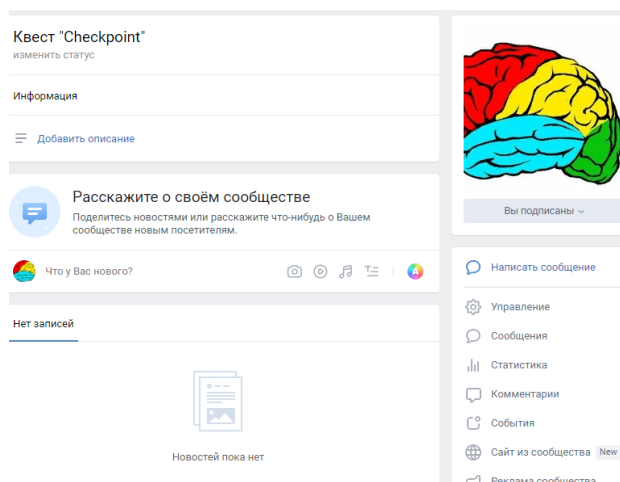 Квест "Checkpoint"
изменить статус
Информация
Добавить описание
Расскажите о своём сообществе
Поделитесь новостями или расскажите что-нибудь о Вашем
сообществе новым посетителям.
Что у Вас нового?
A
Нет записей
Новостей пока нет
Вы подписаны
Написать сообщение
Управление
Сообщения
Статистика
Комментарии
События
Сайт из сообщества New
Реклама сообщества